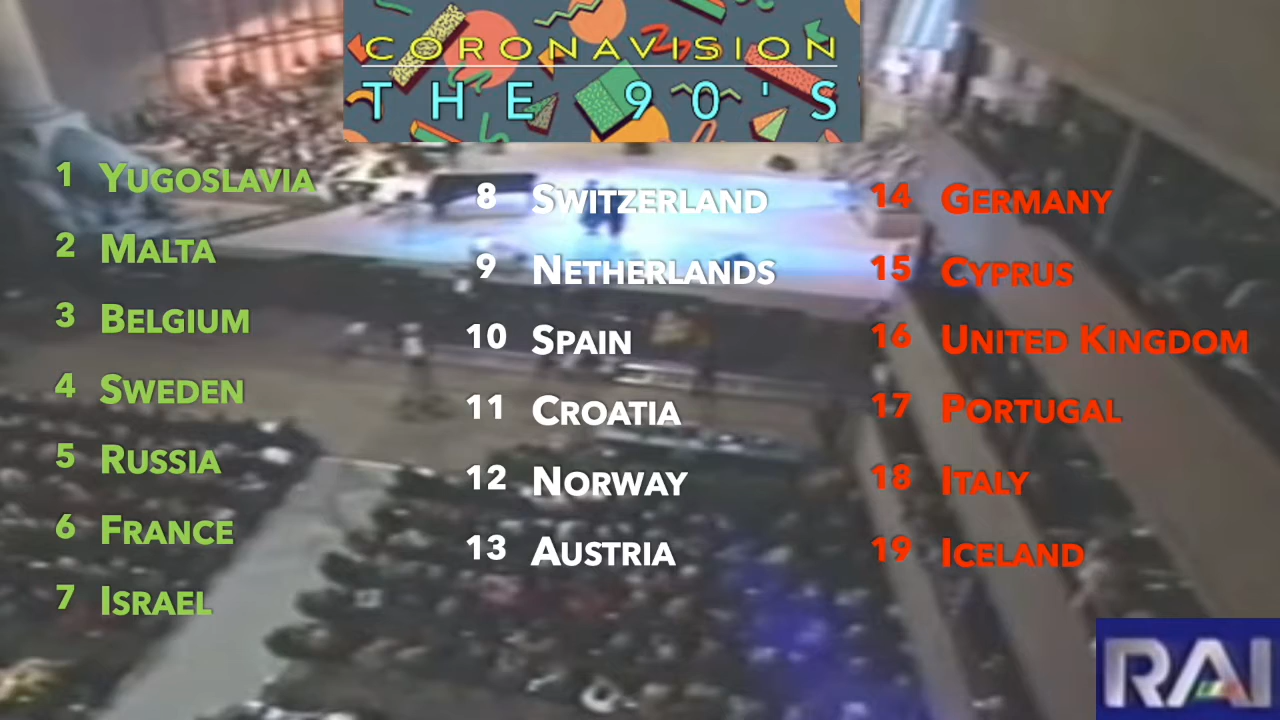 CORONAVISION
THE 90'S
1 YUGOSLAVIA
2 MALTA
3 BELGIUM
4 SWEDEN
5 RUSSIA
6 FRANCE
7 ISRAEL
8 SWITZERLAND
9 NETHERLANDS
10 SPAIN
11 CROATIA
12 NORWAY
13 AUSTRIA
14 GERMANY
15 CYPRUS
16 UNITED KINGDOM
17 PORTUGAL
18 ITALY
19 ICELAND
RAI